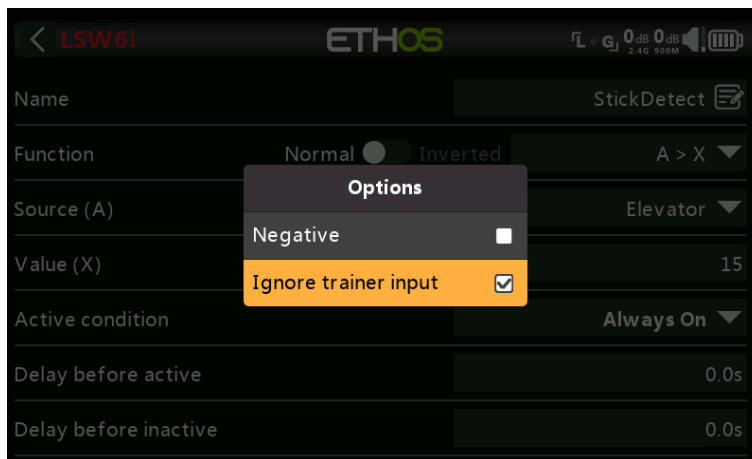 < LSW6!
ETHOS
L G 0dB 0dB
2.4G 900M
Name StickDetect
Function Normal Inverted A > X
Source (A) Elevator
Value (X) 15
Active condition Always On
Delay before active 0.0s
Delay before inactive 0.0s
Options
Negative
Ignore trainer input